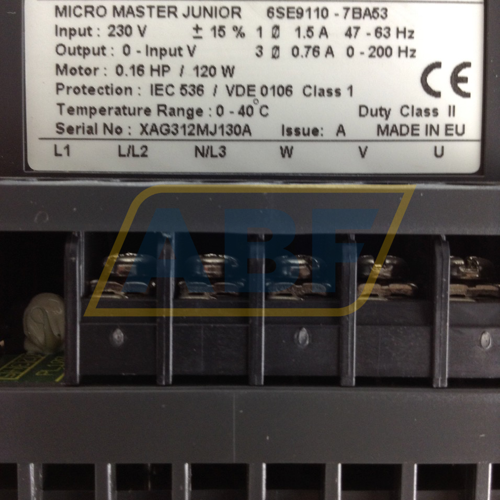 MICRO MASTER JUNIOR 6SE9110 - 7BA53
Input : 230 V ± 15 % 1 Ø 1.5 A 47 - 63 Hz
Output : 0 - Input V 3 Ø 0.76 A 0 - 200 Hz
Motor : 0.16 HP / 120 W
CE
Protection : IEC 536 / VDE 0106 Class 1
Temperature Range : 0 - 40°C Duty Class II
Serial No : XAG312MJ130A Issue: A MADE IN EU
L1 L/L2 N/L3 W V U
ABF